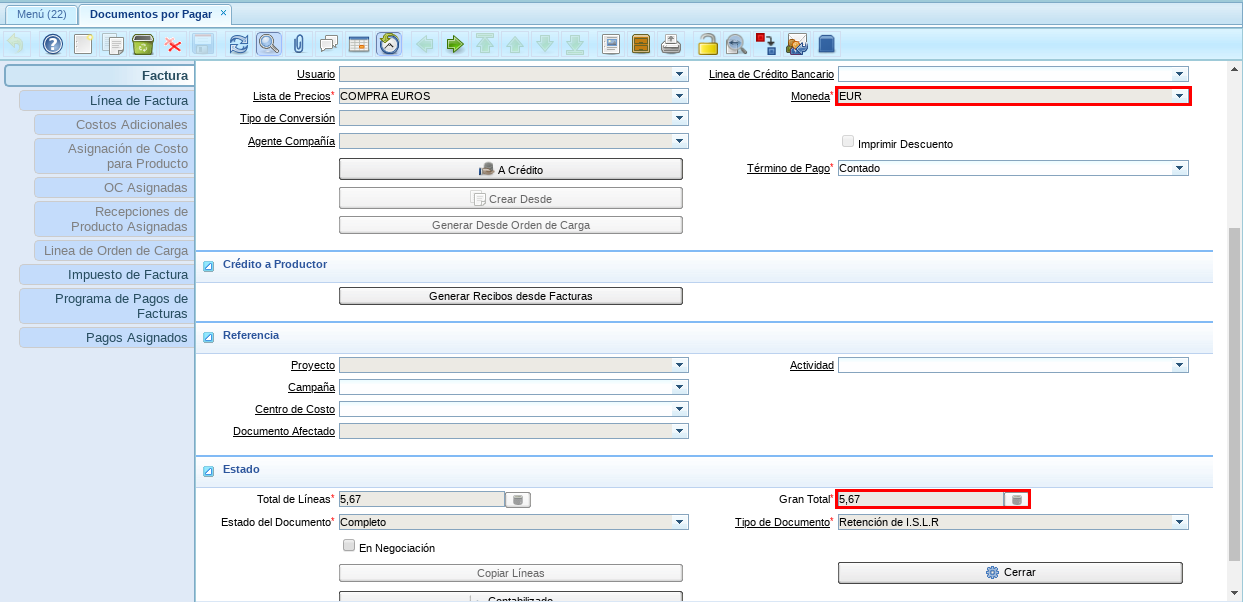 Menú (22)
Documentos por Pagar ×
Factura
Línea de Factura
Costos Adicionales
Asignación de Costo
para Producto
OC Asignadas
Recepciones de
Producto Asignadas
Linea de Orden de Carga
Impuesto de Factura
Programa de Pagos de
Facturas
Pagos Asignados
Usuario
Linea de Crédito Bancario
Lista de Precios* COMPRA EUROS
Moneda* EUR
Tipo de Conversión
Agente Compañía
Imprimir Descuento
A Crédito
Término de Pago* Contado
Crear Desde
Generar Desde Orden de Carga
Crédito a Productor
Generar Recibos desde Facturas
Referencia
Proyecto
Actividad
Campaña
Centro de Costo
Documento Afectado
Estado
Total de Líneas* 5,67
Gran Total* 5,67
Estado del Documento* Completo
Tipo de Documento* Retención de I.S.L.R
En Negociación
Copiar Líneas
Cerrar
Contabilizado